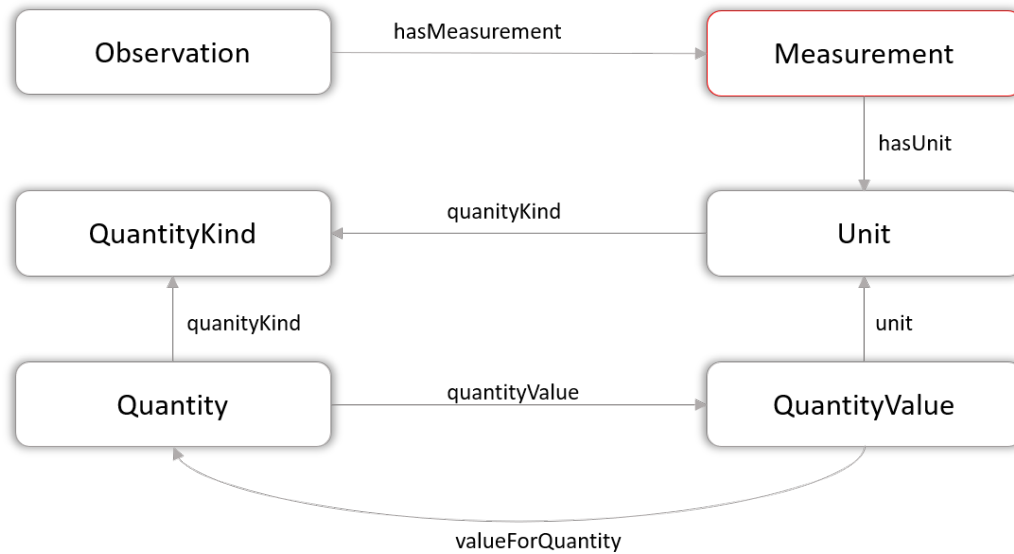 Observation
hasMeasurement
Measurement
hasUnit
QuantityKind
quanityKind
Unit
quanityKind
unit
Quantity
quantityValue
QuantityValue
valueForQuantity